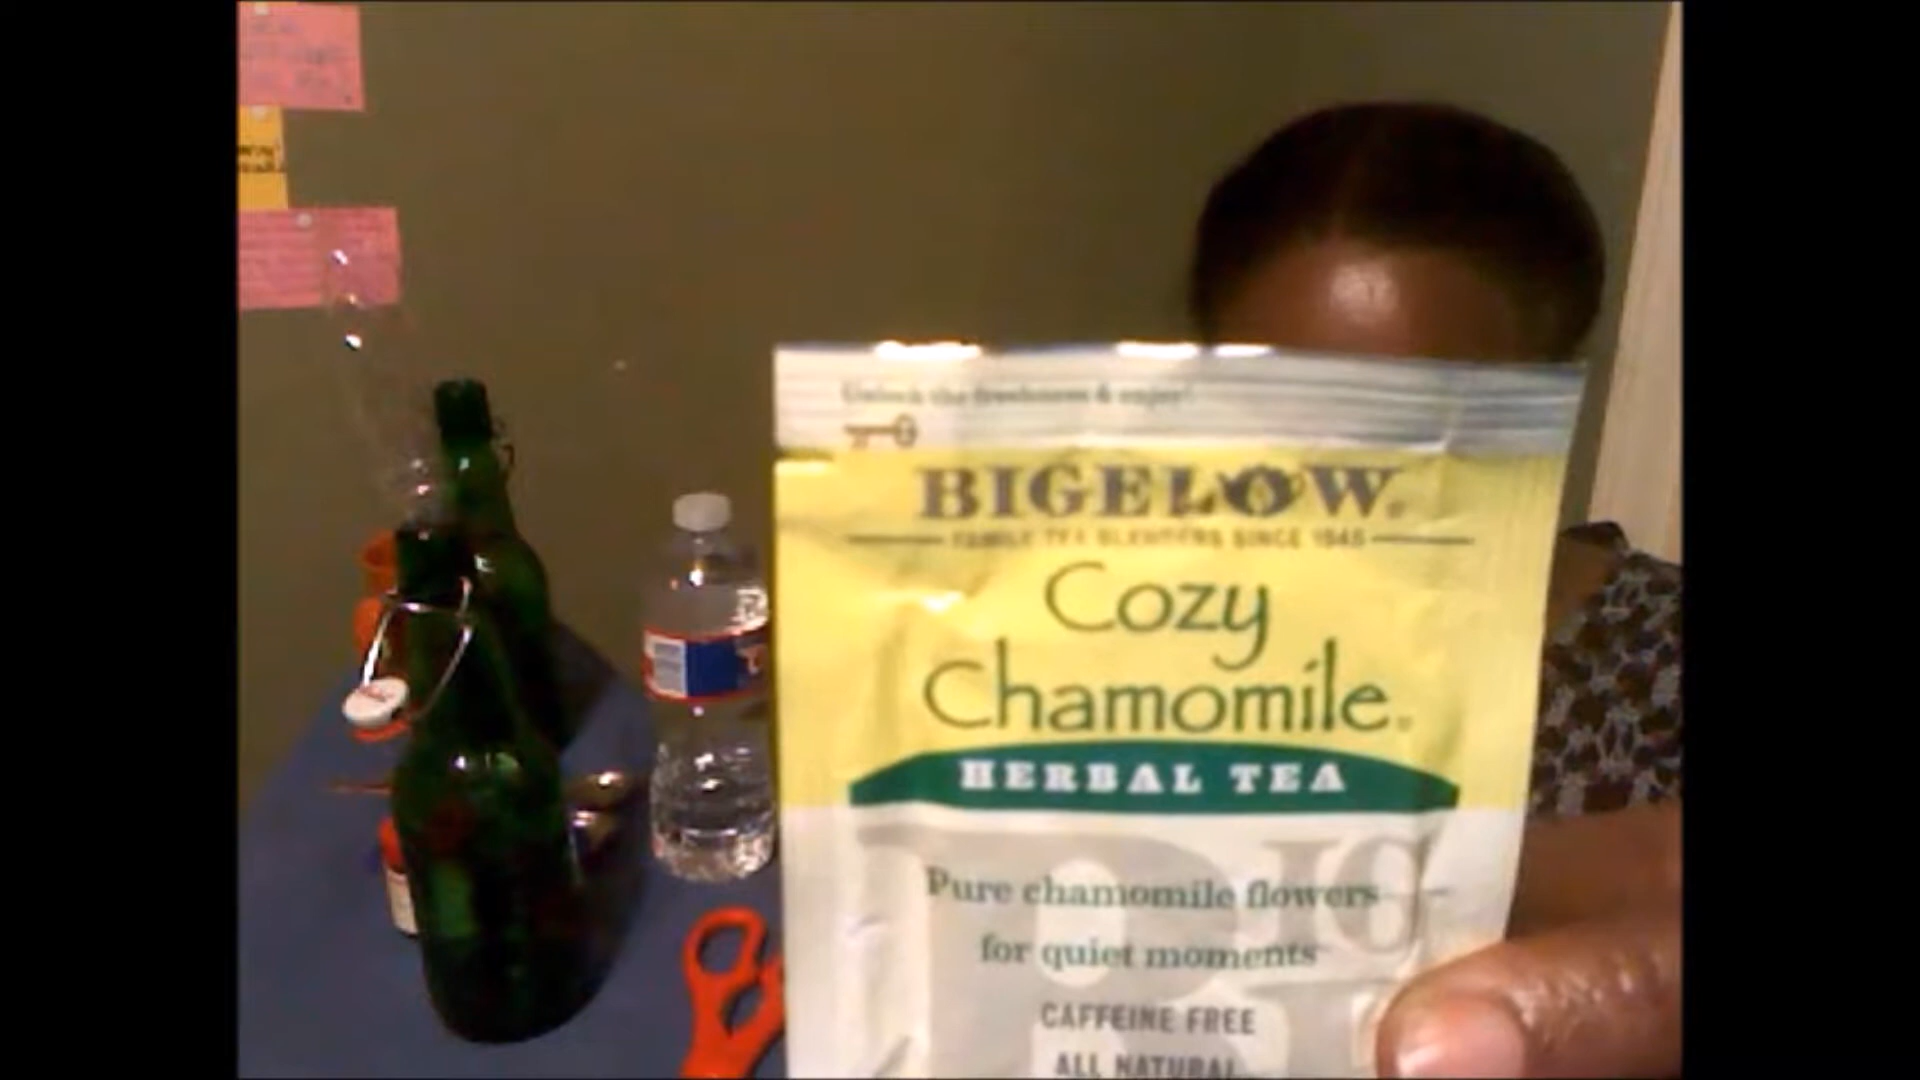 Unlock the freshness & enjoy!
BIGELOW®
FAMILY TEA BLENDERS SINCE 1945
Cozy
Chamomile®
HERBAL TEA
Pure chamomile flowers
for quiet moments
CAFFEINE FREE
ALL NATURAL